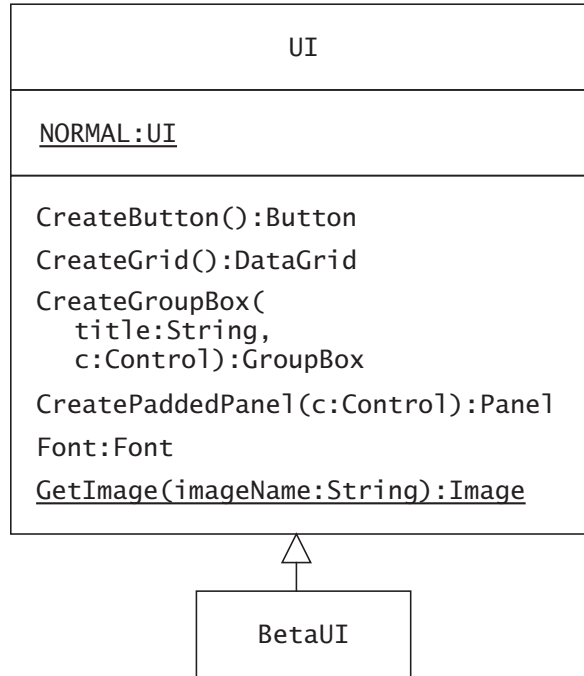 UI
NORMAL:UI
CreateButton():Button
CreateGrid():DataGrid
CreateGroupBox(
title:String,
c:Control):GroupBox
CreatePaddedPanel(c:Control):Panel
Font:Font
GetImage(imageName:String):Image
BetaUI